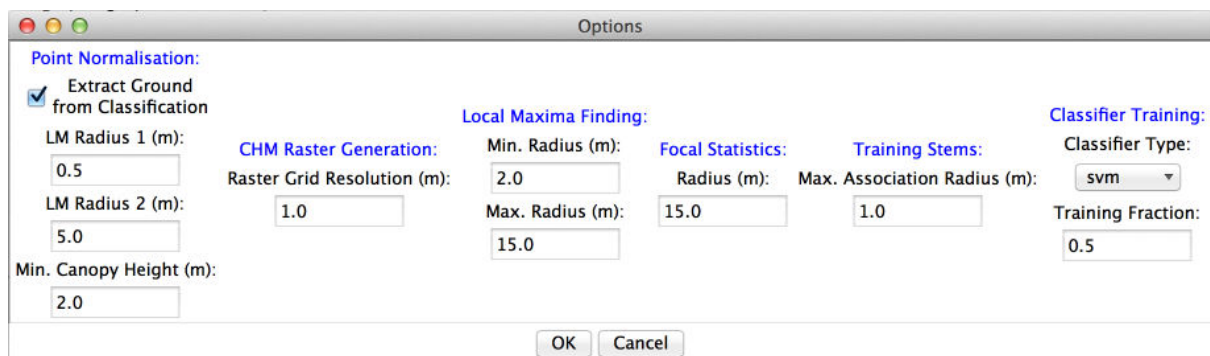 Options
Point Normalisation:
Extract Ground
from Classification
LM Radius 1 (m):
0.5
LM Radius 2 (m):
5.0
Min. Canopy Height (m):
2.0
CHM Raster Generation:
Raster Grid Resolution (m):
1.0
Local Maxima Finding:
Min. Radius (m):
2.0
Max. Radius (m):
15.0
Focal Statistics:
Radius (m):
15.0
Training Stems:
Max. Association Radius (m):
1.0
Classifier Training:
Classifier Type:
svm
Training Fraction:
0.5
OK
Cancel